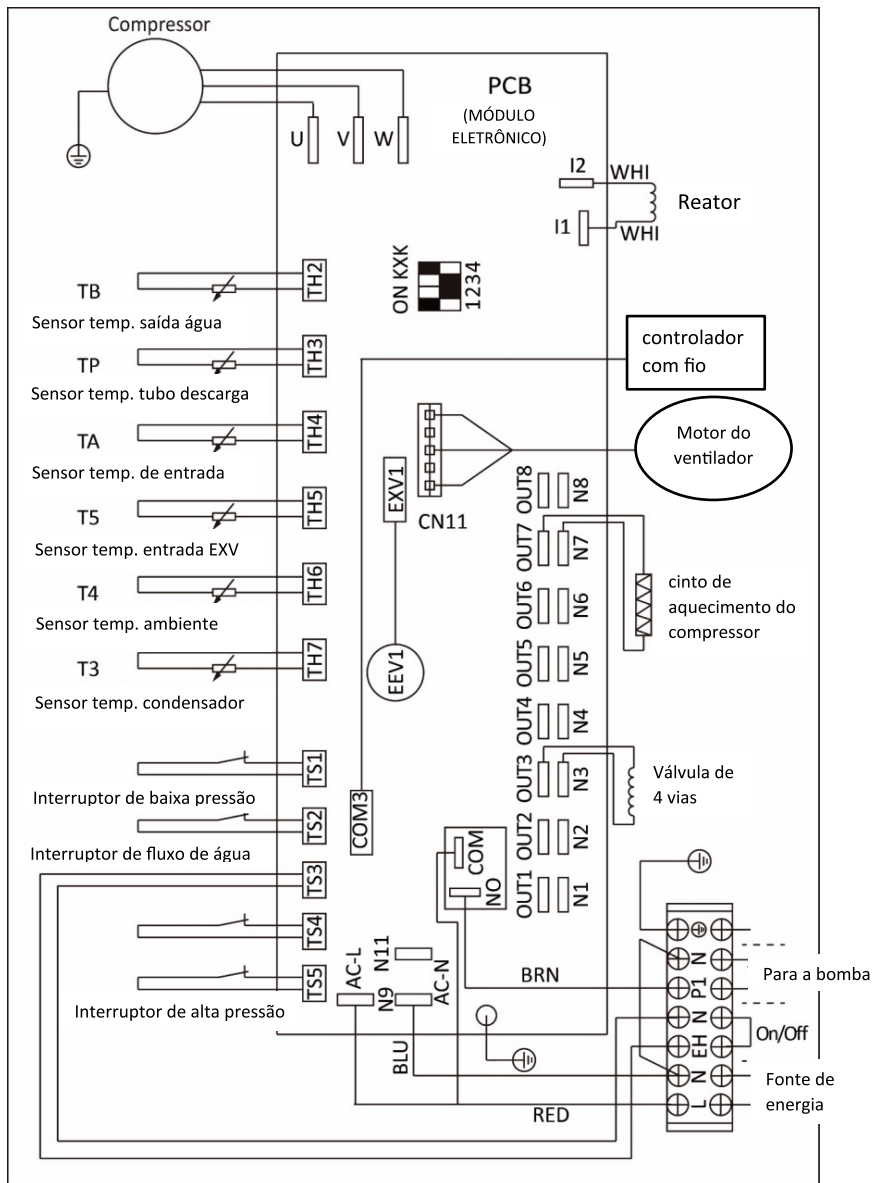 Compressor
PCB
(MÓDULO
ELETRÔNICO)
U
V
W
I2
WHI
Reator
I1
WHI
ON KXK
1234
TH2
TB
Sensor temp. saída água
TH3
TP
Sensor temp. tubo descarga
controlador
com fio
TH4
TA
Sensor temp. de entrada
Motor do
ventilador
EXV1
CN11
TH5
T5
Sensor temp. entrada EXV
OUT8
N8
OUT7
N7
TH6
T4
Sensor temp. ambiente
OUT6
N6
cinto de
aquecimento do
compressor
TH7
T3
Sensor temp. condensador
EEV1
OUT5
N5
OUT4
N4
TS1
Interruptor de baixa pressão
OUT3
N3
Válvula de
4 vias
TS2
Interruptor de fluxo de água
COM3
OUT2
N2
COM
NO
OUT1
N1
TS3
TS4
TS5
Interruptor de alta pressão
AC-L
N11
N9
AC-N
BRN
BLU
RED
N
P1
Para a bomba
N
EH
On/Off
N
L
Fonte de
energia